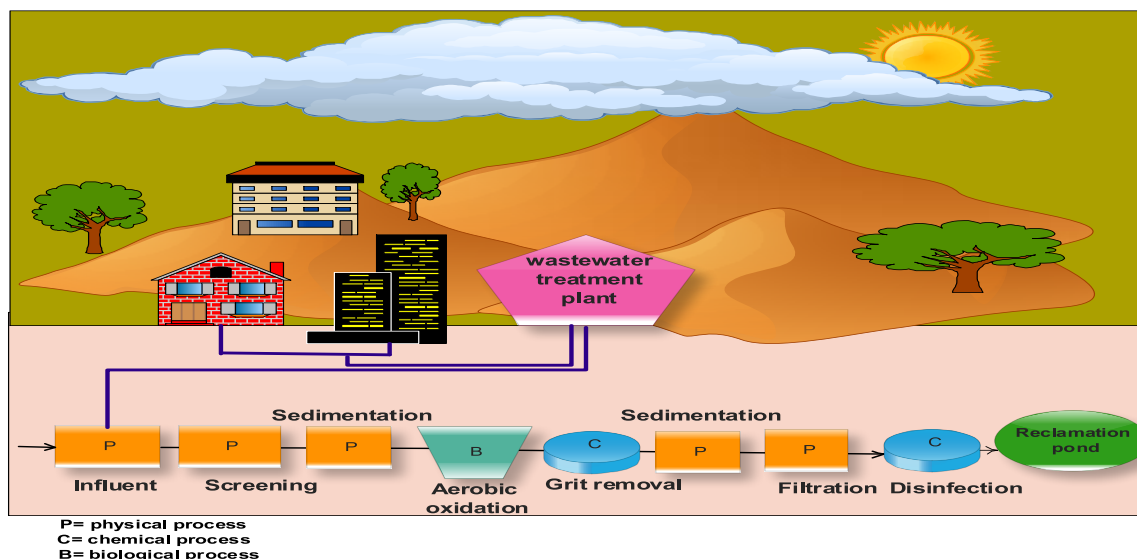 wastewater
treatment
plant
Sedimentation
Sedimentation
P
P
P
B
C
P
P
C
Reclamation
pond
Influent
Screening
Aerobic
oxidation
Grit removal
Filtration
Disinfection
P= physical process
C= chemical process
B= biological process